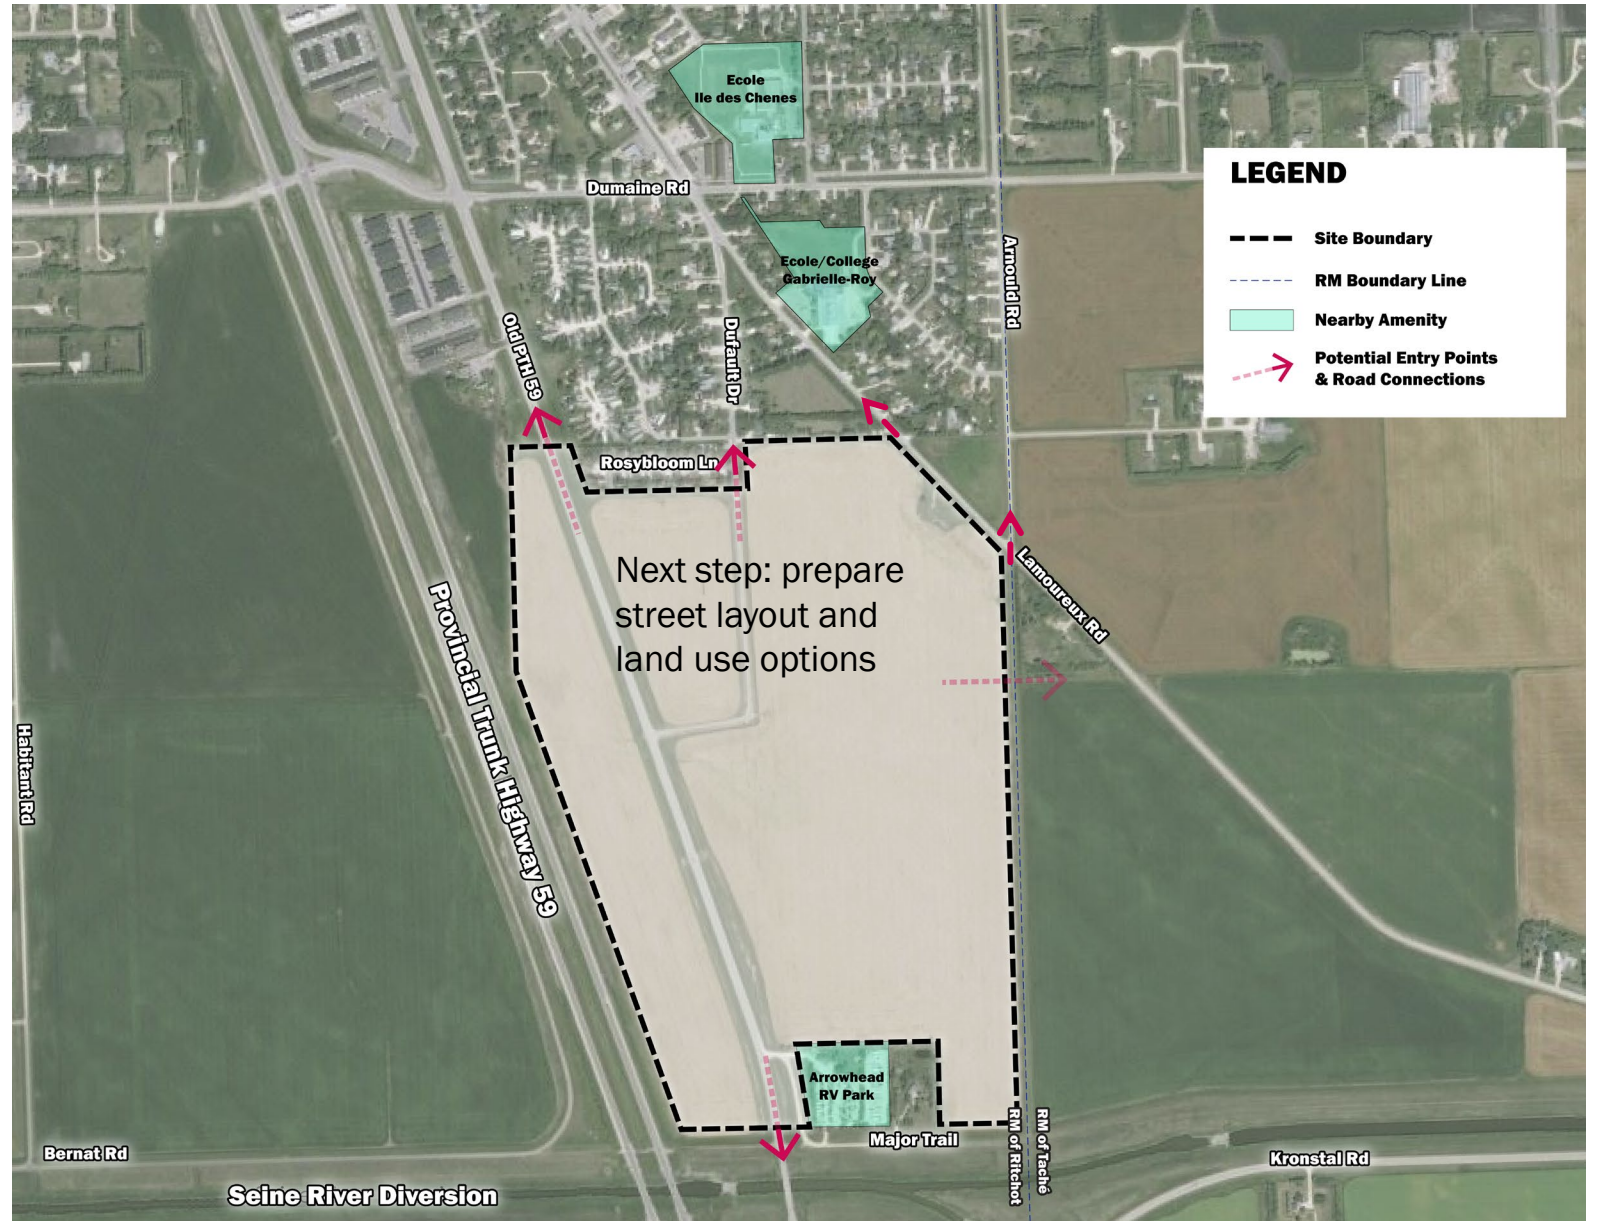 Ecole
Ile des Chenes
Dumaine Rd
LEGEND
Site Boundary
RM Boundary Line
Nearby Amenity
Potential Entry Points
& Road Connections
Ecole/College
Gabrielle-Roy
Arnould Rd
Old PTH 59
Dufault Dr
Rosybloom Ln
Next step: prepare
street layout and
land use options
Lamoureux Rd
Provincial Trunk Highway 59
Habitant Rd
Arrowhead
RV Park
Major Trail
RM of Ritchot
RM of Taché
Bernat Rd
Kronstal Rd
Seine River Diversion